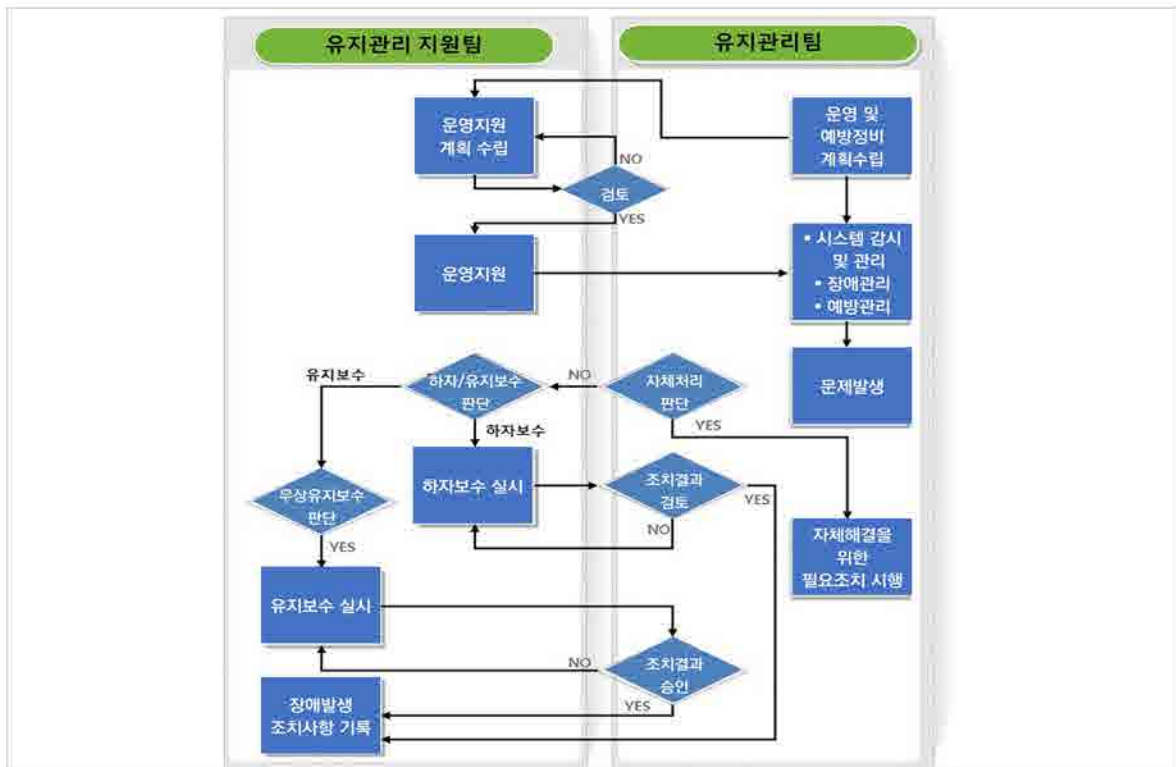 유지관리 지원팀
유지관리팀
운영지원
계획 수립
운영 및
예방정비
계획수립
NO
검토
YES
운영지원
• 시스템 감시
및 관리
• 장애관리
• 예방관리
문제발생
유지보수
하자/유지보수
판단
NO
자체처리
판단
YES
하자보수
하자보수 실시
조치결과
검토
YES
NO
무상유지보수
판단
YES
자체해결을
위한
필요조치 시행
유지보수 실시
NO
조치결과
승인
YES
장애발생
조치사항 기록